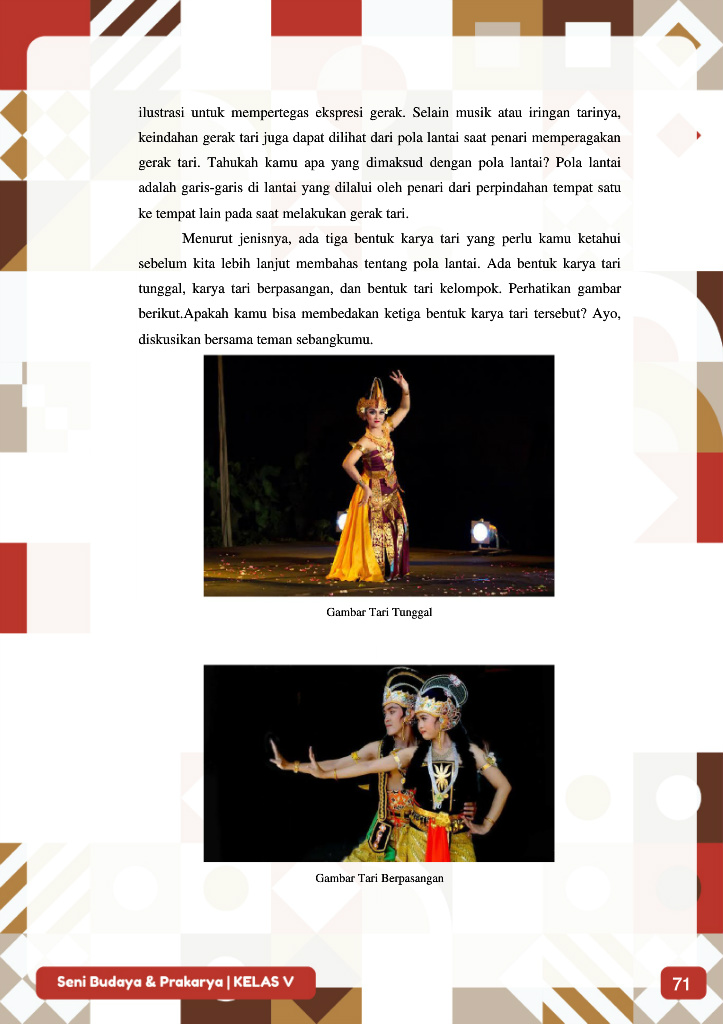 ilustrasi untuk mempertegas ekspresi gerak. Selain musik atau iringan tarinya,
keindahan gerak tari juga dapat dilihat dari pola lantai saat penari memperagakan
gerak tari. Tahukah kamu apa yang dimaksud dengan pola lantai? Pola lantai
adalah garis-garis di lantai yang dilalui oleh penari dari perpindahan tempat satu
ke tempat lain pada saat melakukan gerak tari.
Menurut jenisnya, ada tiga bentuk karya tari yang perlu kamu ketahui
sebelum kita lebih lanjut membahas tentang pola lantai. Ada bentuk karya tari
tunggal, karya tari berpasangan, dan bentuk tari kelompok. Perhatikan gambar
berikut.Apakah kamu bisa membedakan ketiga bentuk karya tari tersebut? Ayo,
diskusikan bersama teman sebangkumu.
Gambar Tari Tunggal
Gambar Tari Berpasangan
Seni Budaya & Prakarya | KELAS V
71